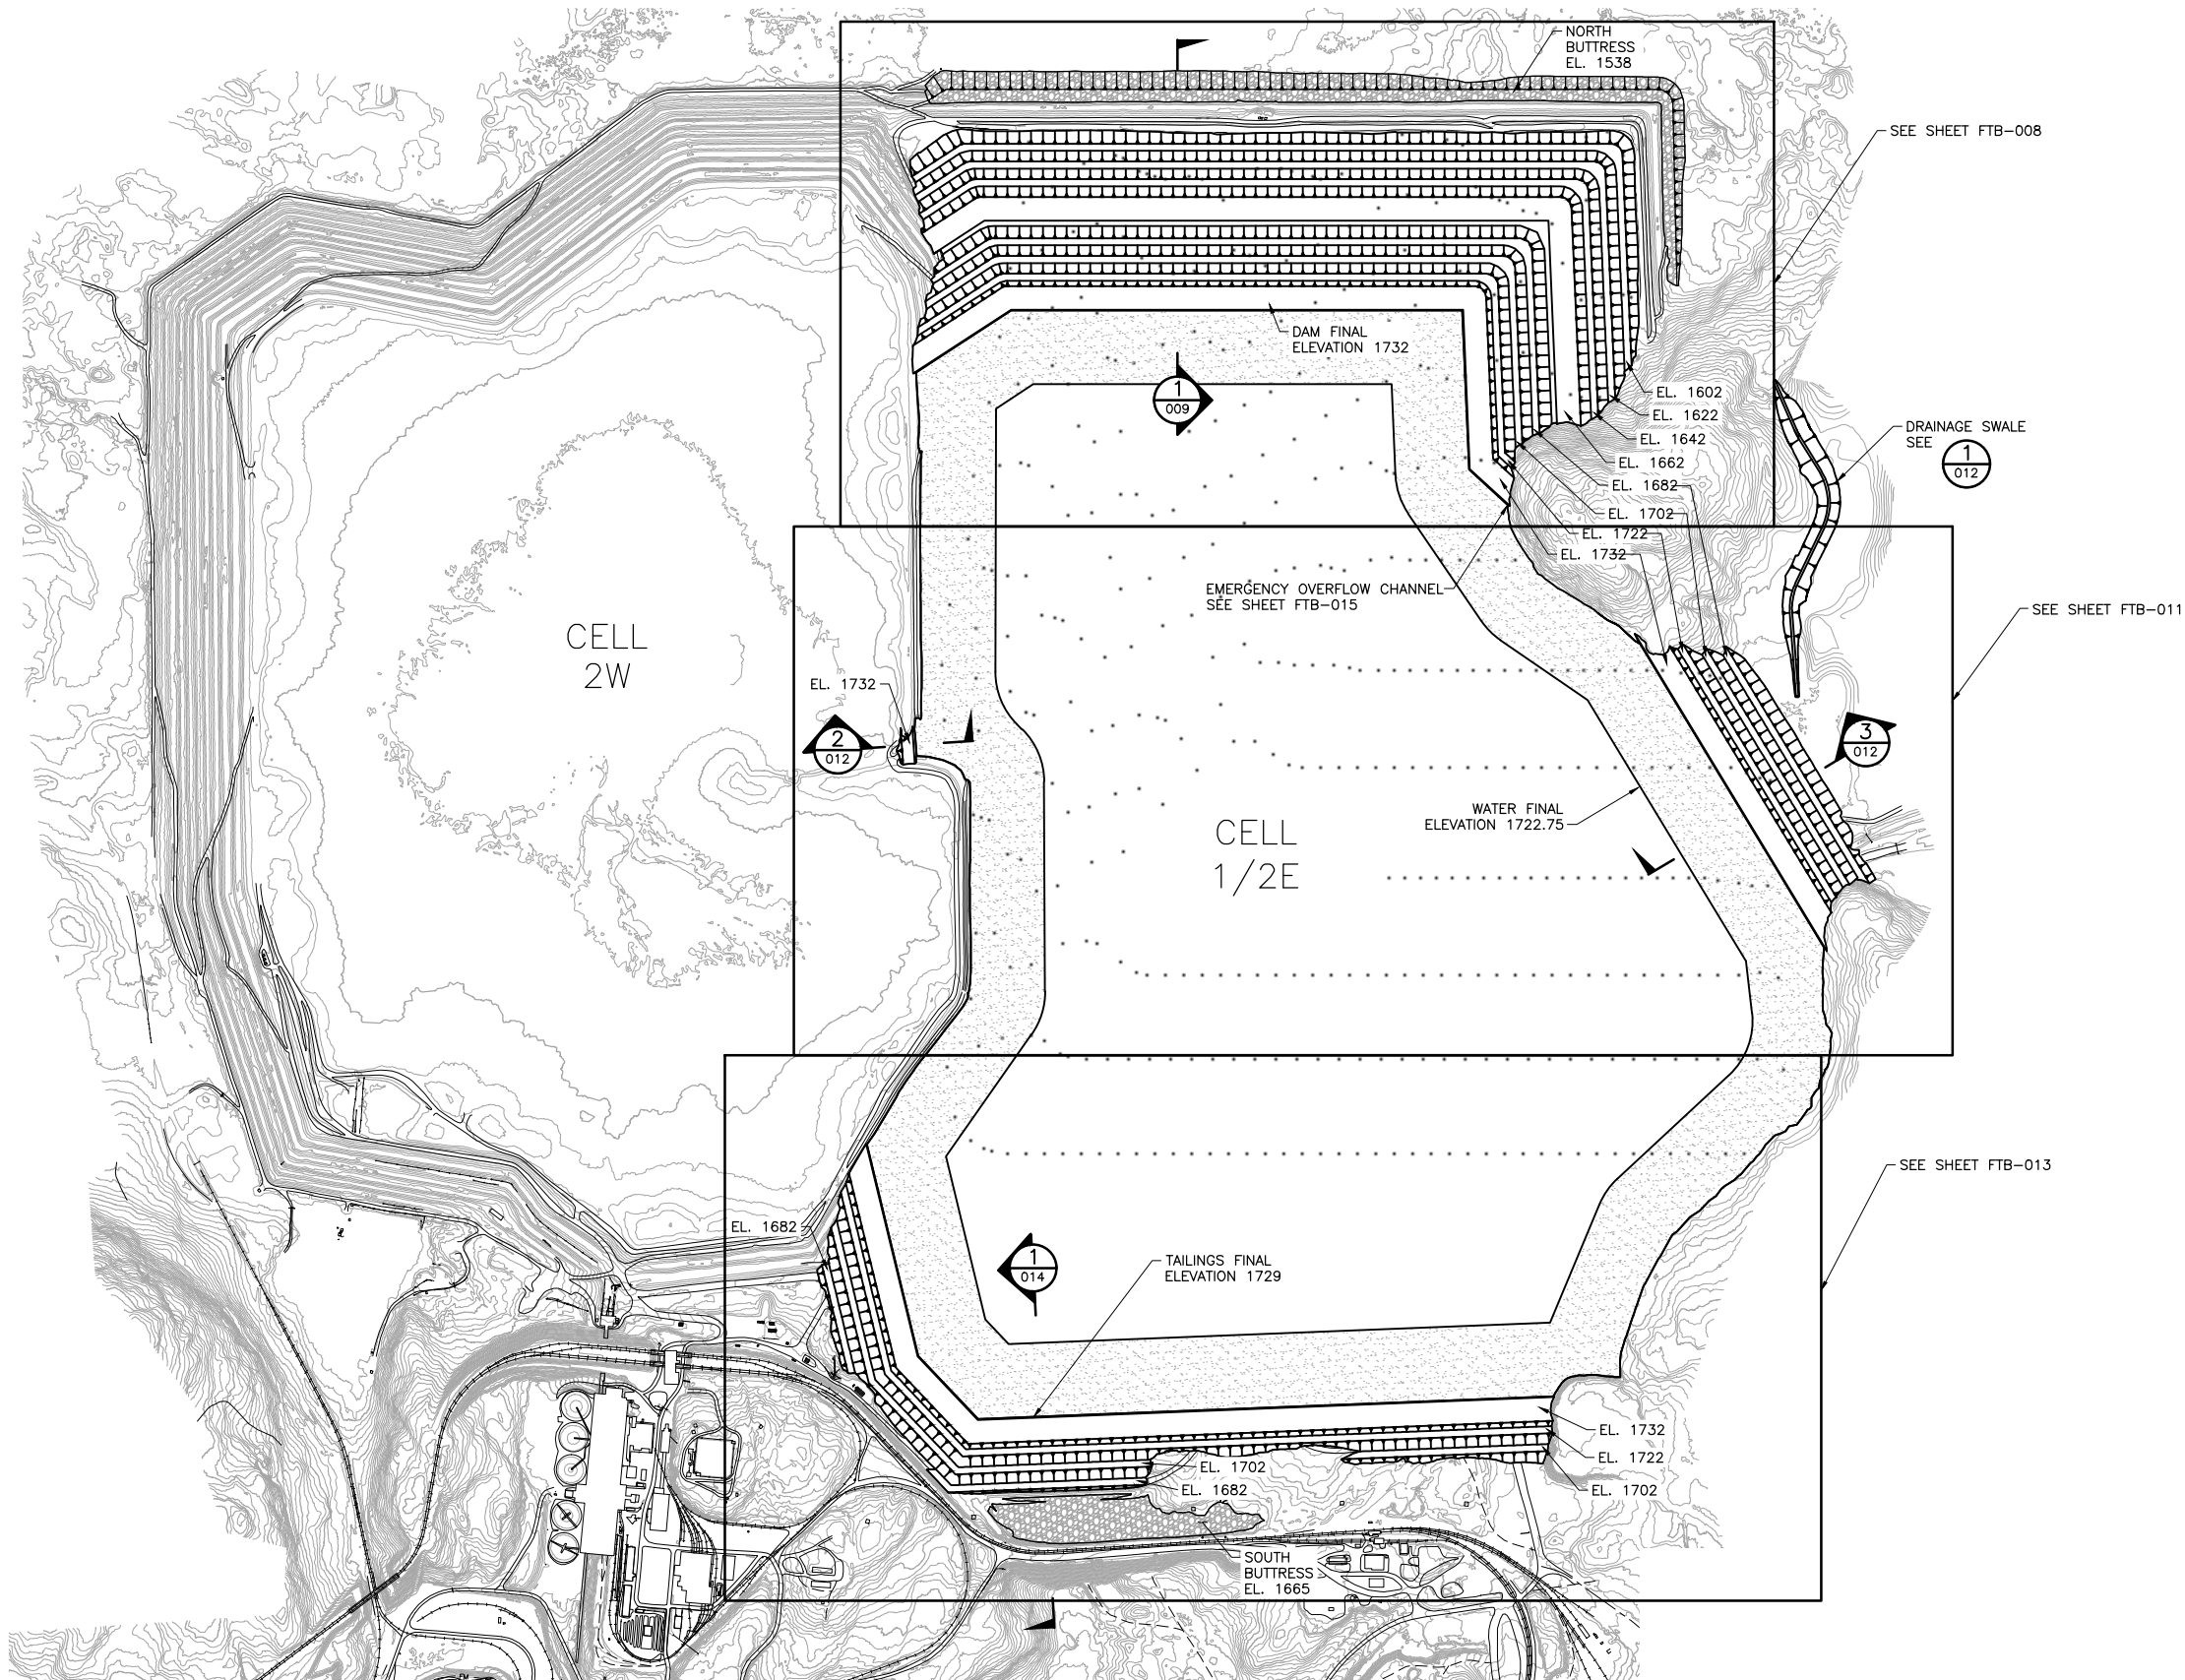 NORTH
BUTTRESS
EL. 1538
SEE SHEET FTB-008
DAM FINAL
ELEVATION 1732
1
009
EL. 1602
EL. 1622
EL. 1642
EL. 1662
EL. 1682
EL. 1702
EL. 1722
EL. 1732
DRAINAGE SWALE
SEE
1
012
EMERGENCY OVERFLOW CHANNEL
SEE SHEET FTB-015
SEE SHEET FTB-011
CELL
2W
EL. 1732
2
012
3
012
WATER FINAL
ELEVATION 1722.75
CELL
1/2E
SEE SHEET FTB-013
EL. 1682
1
014
TAILINGS FINAL
ELEVATION 1729
EL. 1732
EL. 1722
EL. 1702
EL. 1702
EL. 1682
SOUTH
BUTTRESS
EL. 1665